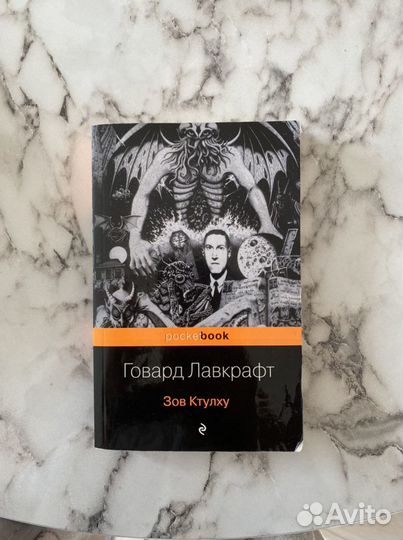 pocketbook
Говард Лавкрафт
Зов Ктулху
Avito